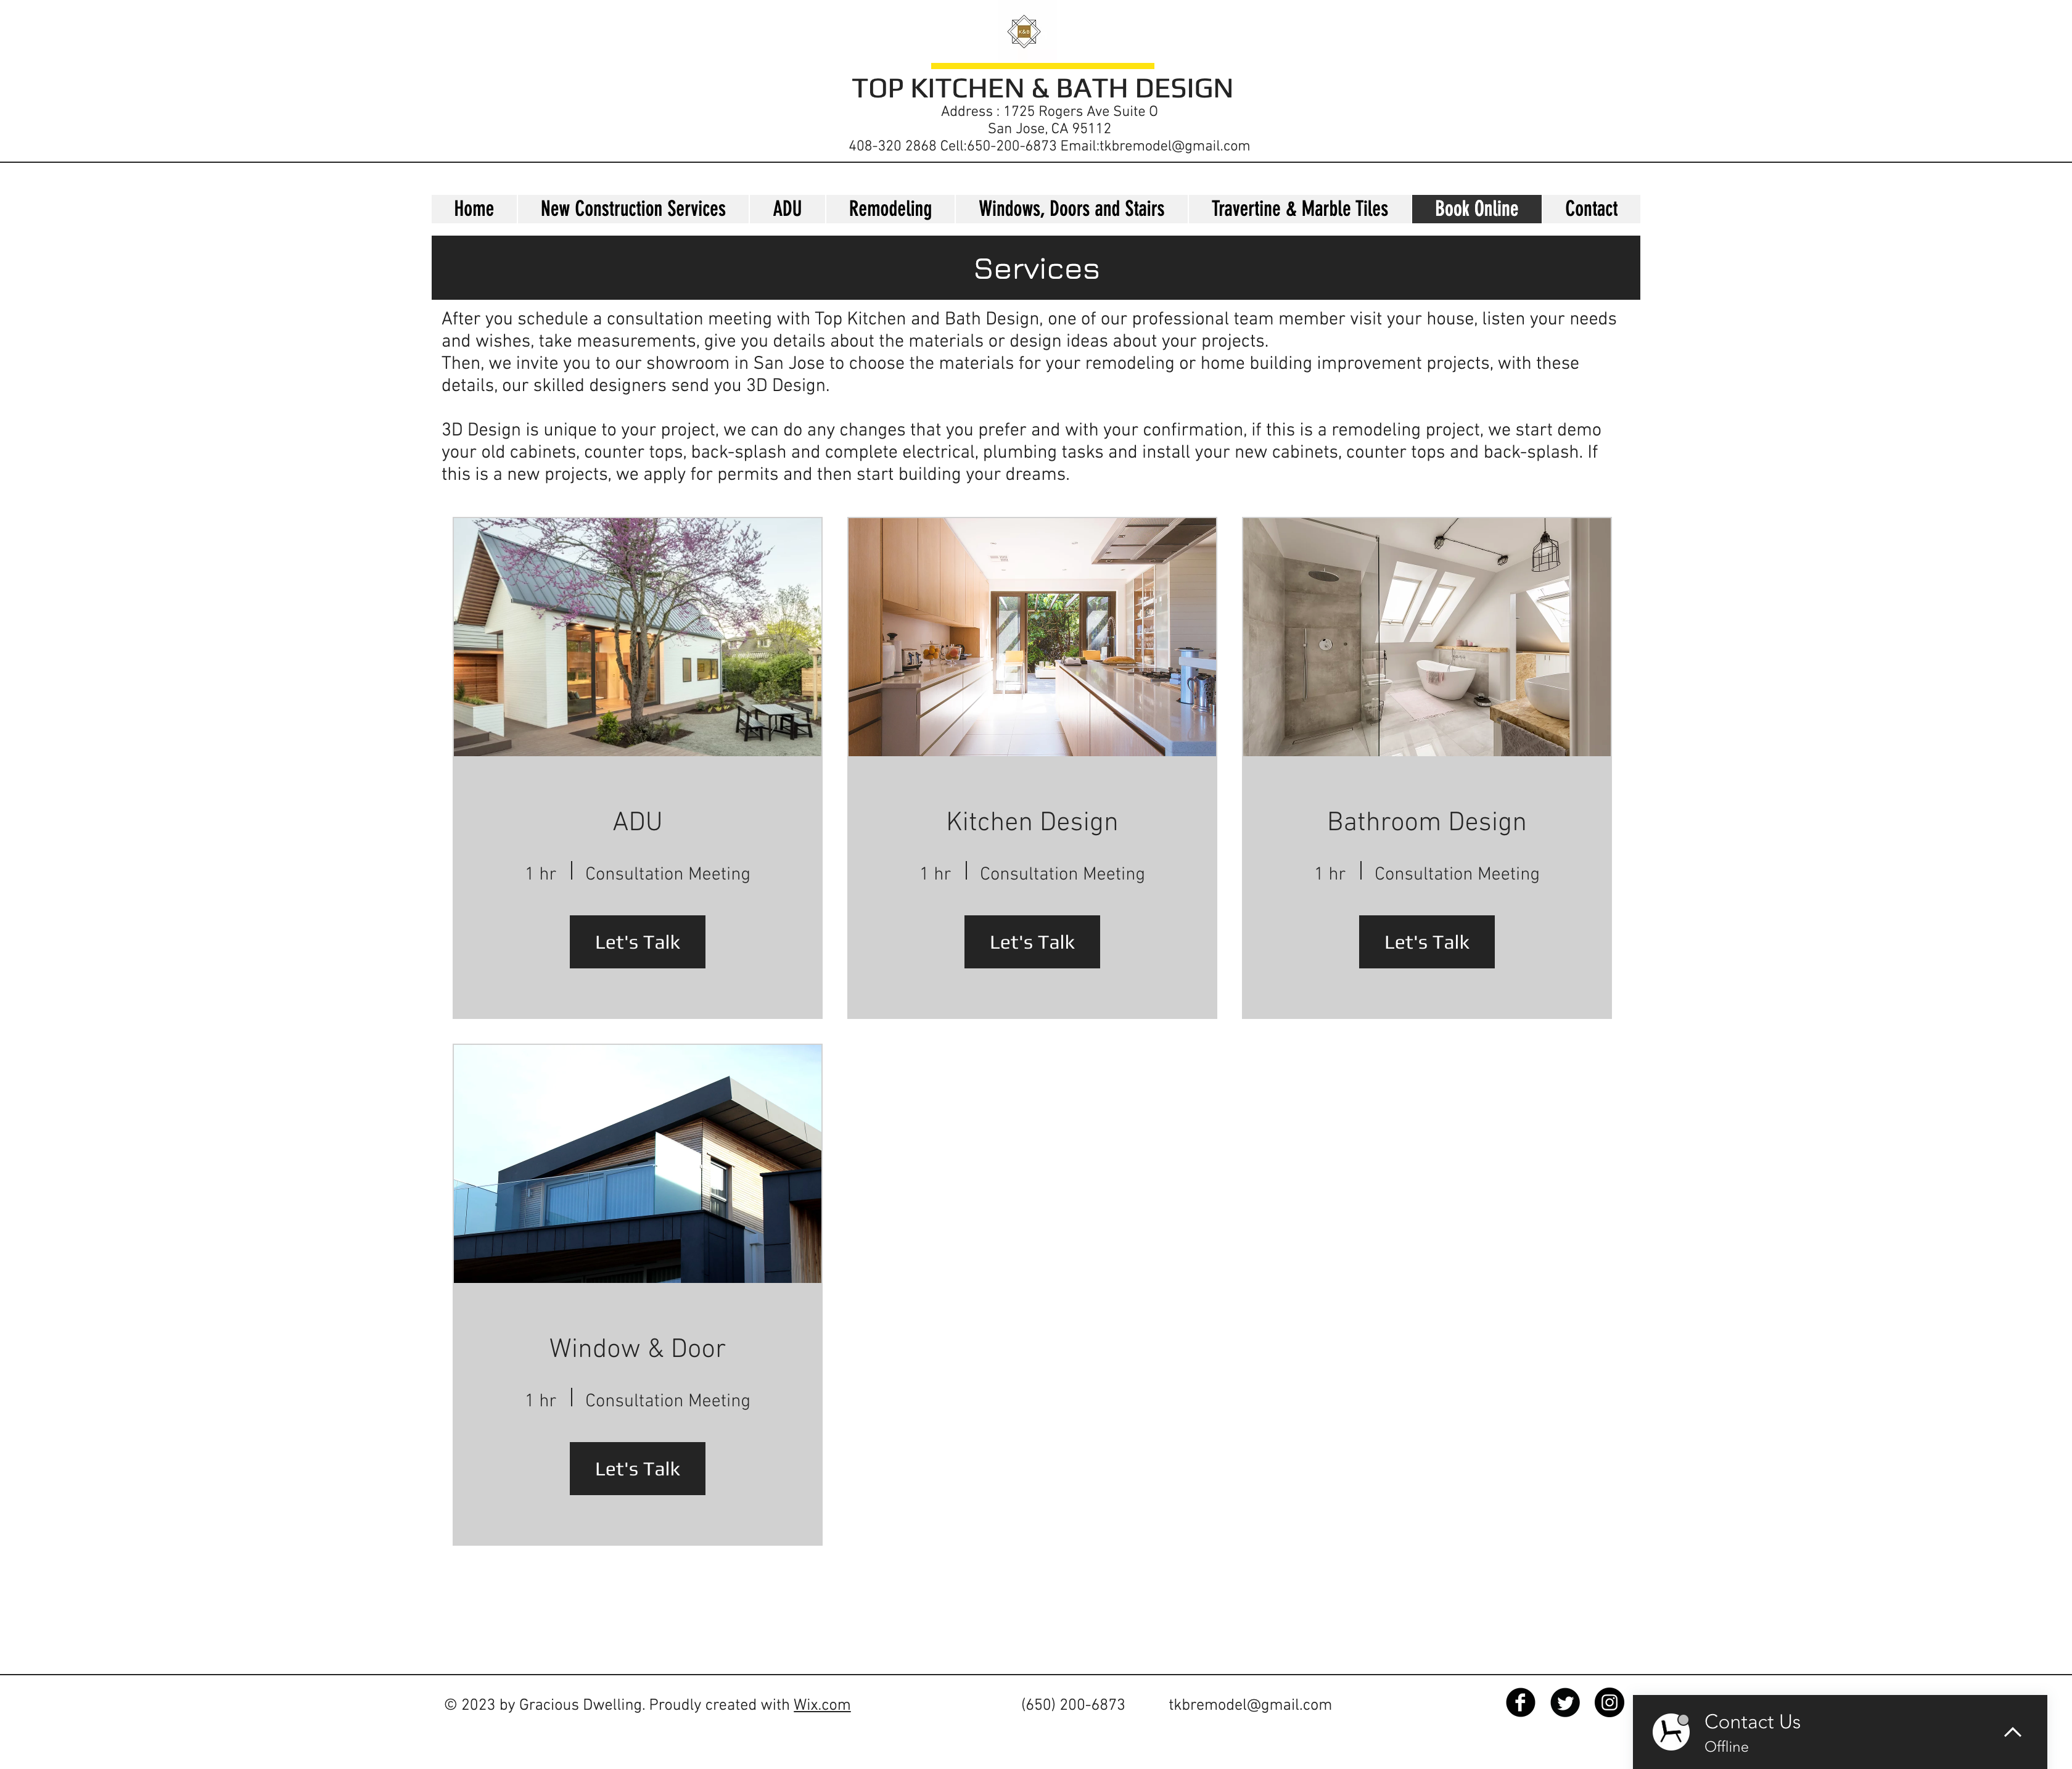 TOP KITCHEN & BATH DESIGN
Address : 1725 Rogers Ave Suite O
San Jose, CA 95112
408-320 2868 Cell:650-200-6873 Email:tkbremodel@gmail.com
Home New Construction Services ADU Remodeling Windows, Doors and Stairs Travertine & Marble Tiles Book Online Contact
Services
After you schedule a consultation meeting with Top Kitchen and Bath Design, one of our professional team member visit your house, listen your needs
and wishes, take measurements, give you details about the materials or design ideas about your projects.
Then, we invite you to our showroom in San Jose to choose the materials for your remodeling or home building improvement projects, with these
details, our skilled designers send you 3D Design.
3D Design is unique to your project, we can do any changes that you prefer and with your confirmation, if this is a remodeling project, we start demo
your old cabinets, counter tops, back-splash and complete electrical, plumbing tasks and install your new cabinets, counter tops and back-splash. If
this is a new projects, we apply for permits and then start building your dreams.
ADU
1 hr Consultation Meeting
Let's Talk
Kitchen Design
1 hr Consultation Meeting
Let's Talk
Bathroom Design
1 hr Consultation Meeting
Let's Talk
Window & Door
1 hr Consultation Meeting
Let's Talk
© 2023 by Gracious Dwelling. Proudly created with Wix.com
(650) 200-6873 tkbremodel@gmail.com
Contact Us
Offline